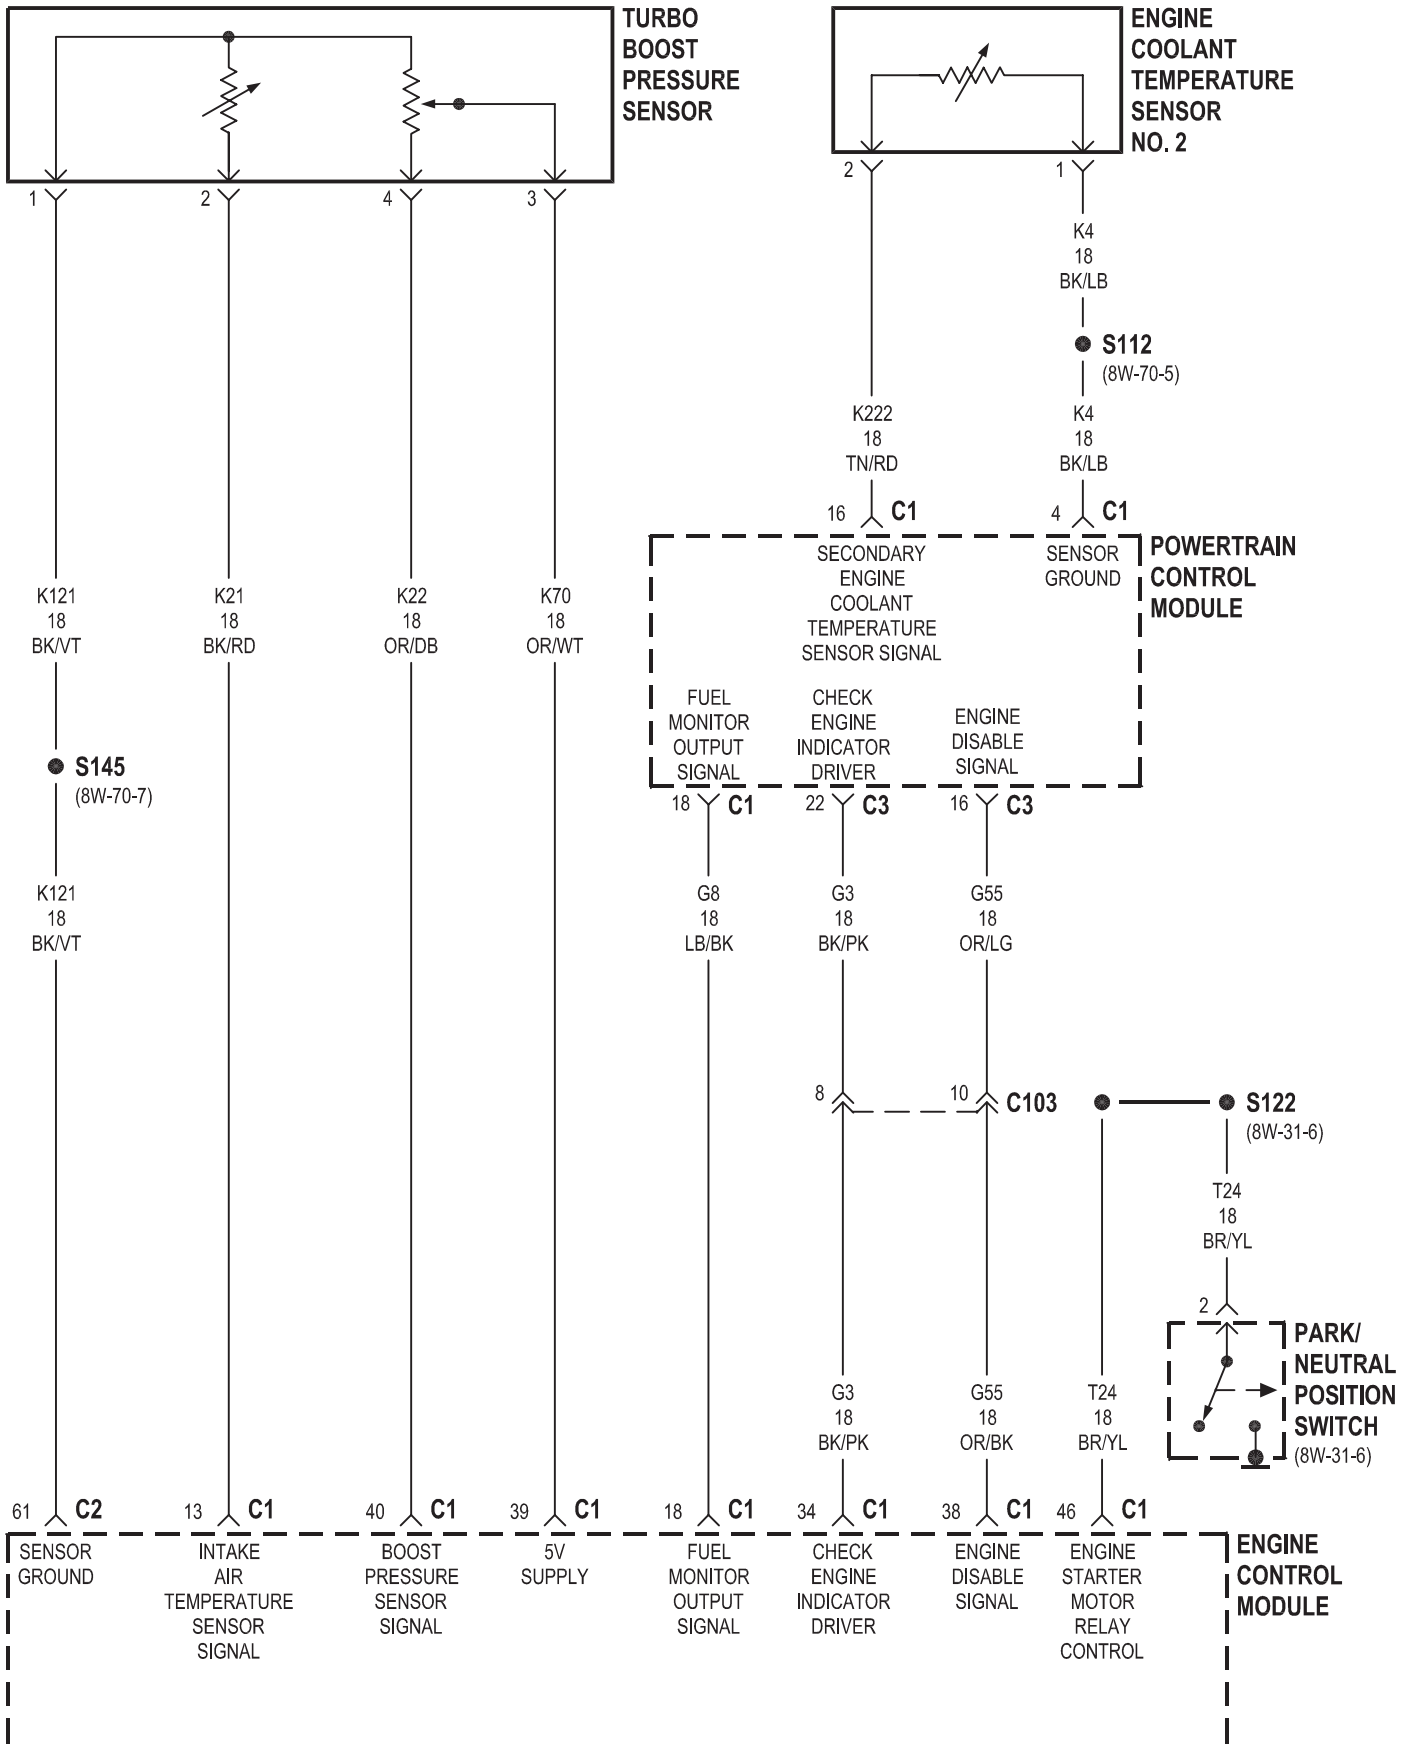 TURBO
BOOST
PRESSURE
SENSOR
ENGINE
COOLANT
TEMPERATURE
SENSOR
NO. 2
1
2
4
3
2
1
K4
18
BK/LB
S112
(8W-70-5)
K222
18
TN/RD
K4
18
BK/LB
16
C1
4
C1
POWERTRAIN
CONTROL
MODULE
SECONDARY
ENGINE
COOLANT
TEMPERATURE
SENSOR SIGNAL
SENSOR
GROUND
K121
18
BK/VT
K21
18
BK/RD
K22
18
OR/DB
K70
18
OR/WT
FUEL
MONITOR
OUTPUT
SIGNAL
CHECK
ENGINE
INDICATOR
DRIVER
ENGINE
DISABLE
SIGNAL
S145
(8W-70-7)
18
C1
22
C3
16
C3
K121
18
BK/VT
G8
18
LB/BK
G3
18
BK/PK
G55
18
OR/LG
8
10
C103
S122
(8W-31-6)
T24
18
BR/YL
2
PARK/
NEUTRAL
POSITION
SWITCH
(8W-31-6)
G3
18
BK/PK
G55
18
OR/BK
T24
18
BR/YL
61
C2
13
C1
40
C1
39
C1
18
C1
34
C1
38
C1
46
C1
SENSOR
GROUND
INTAKE
AIR
TEMPERATURE
SENSOR
SIGNAL
BOOST
PRESSURE
SENSOR
SIGNAL
5V
SUPPLY
FUEL
MONITOR
OUTPUT
SIGNAL
CHECK
ENGINE
INDICATOR
DRIVER
ENGINE
DISABLE
SIGNAL
ENGINE
STARTER
MOTOR
RELAY
CONTROL
ENGINE
CONTROL
MODULE